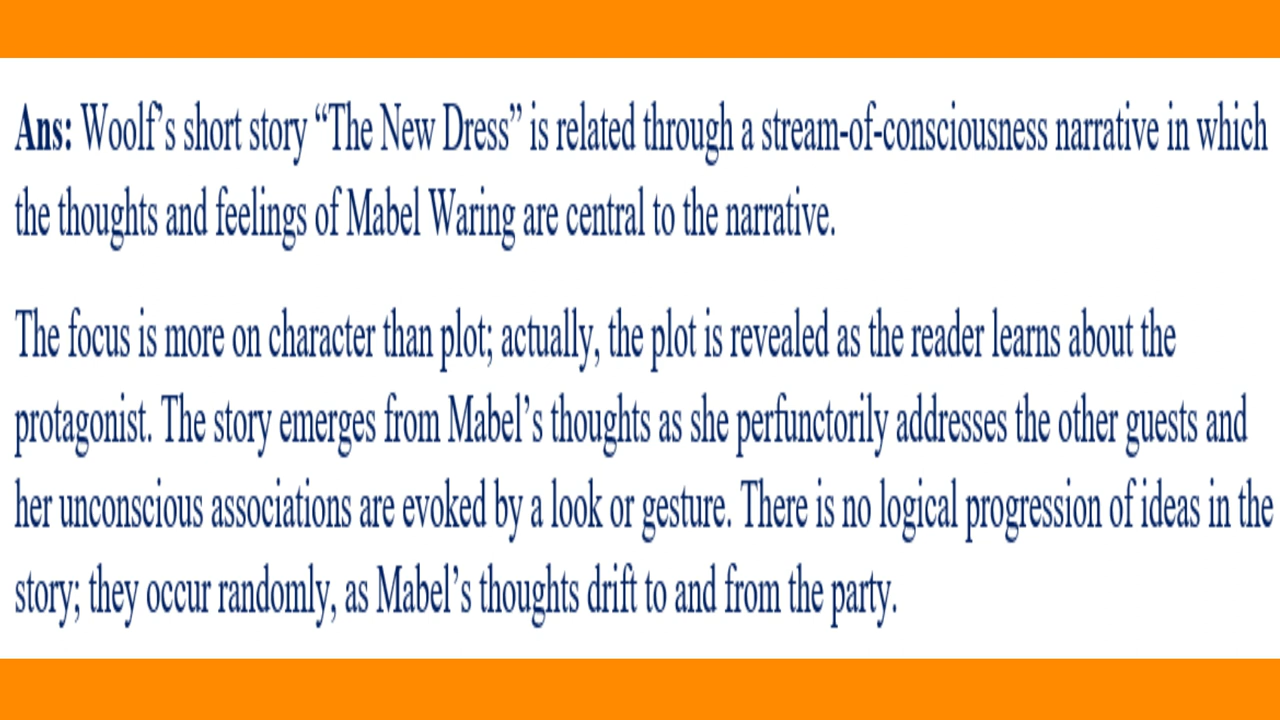 Ans: Woolf’s short story “The New Dress” is related through a stream-of-consciousness narrative in which
the thoughts and feelings of Mabel Waring are central to the narrative.
The focus is more on character than plot; actually, the plot is revealed as the reader learns about the
protagonist. The story emerges from Mabel’s thoughts as she perfunctorily addresses the other guests and
her unconscious associations are evoked by a look or gesture. There is no logical progression of ideas in the
story; they occur randomly, as Mabel’s thoughts drift to and from the party.